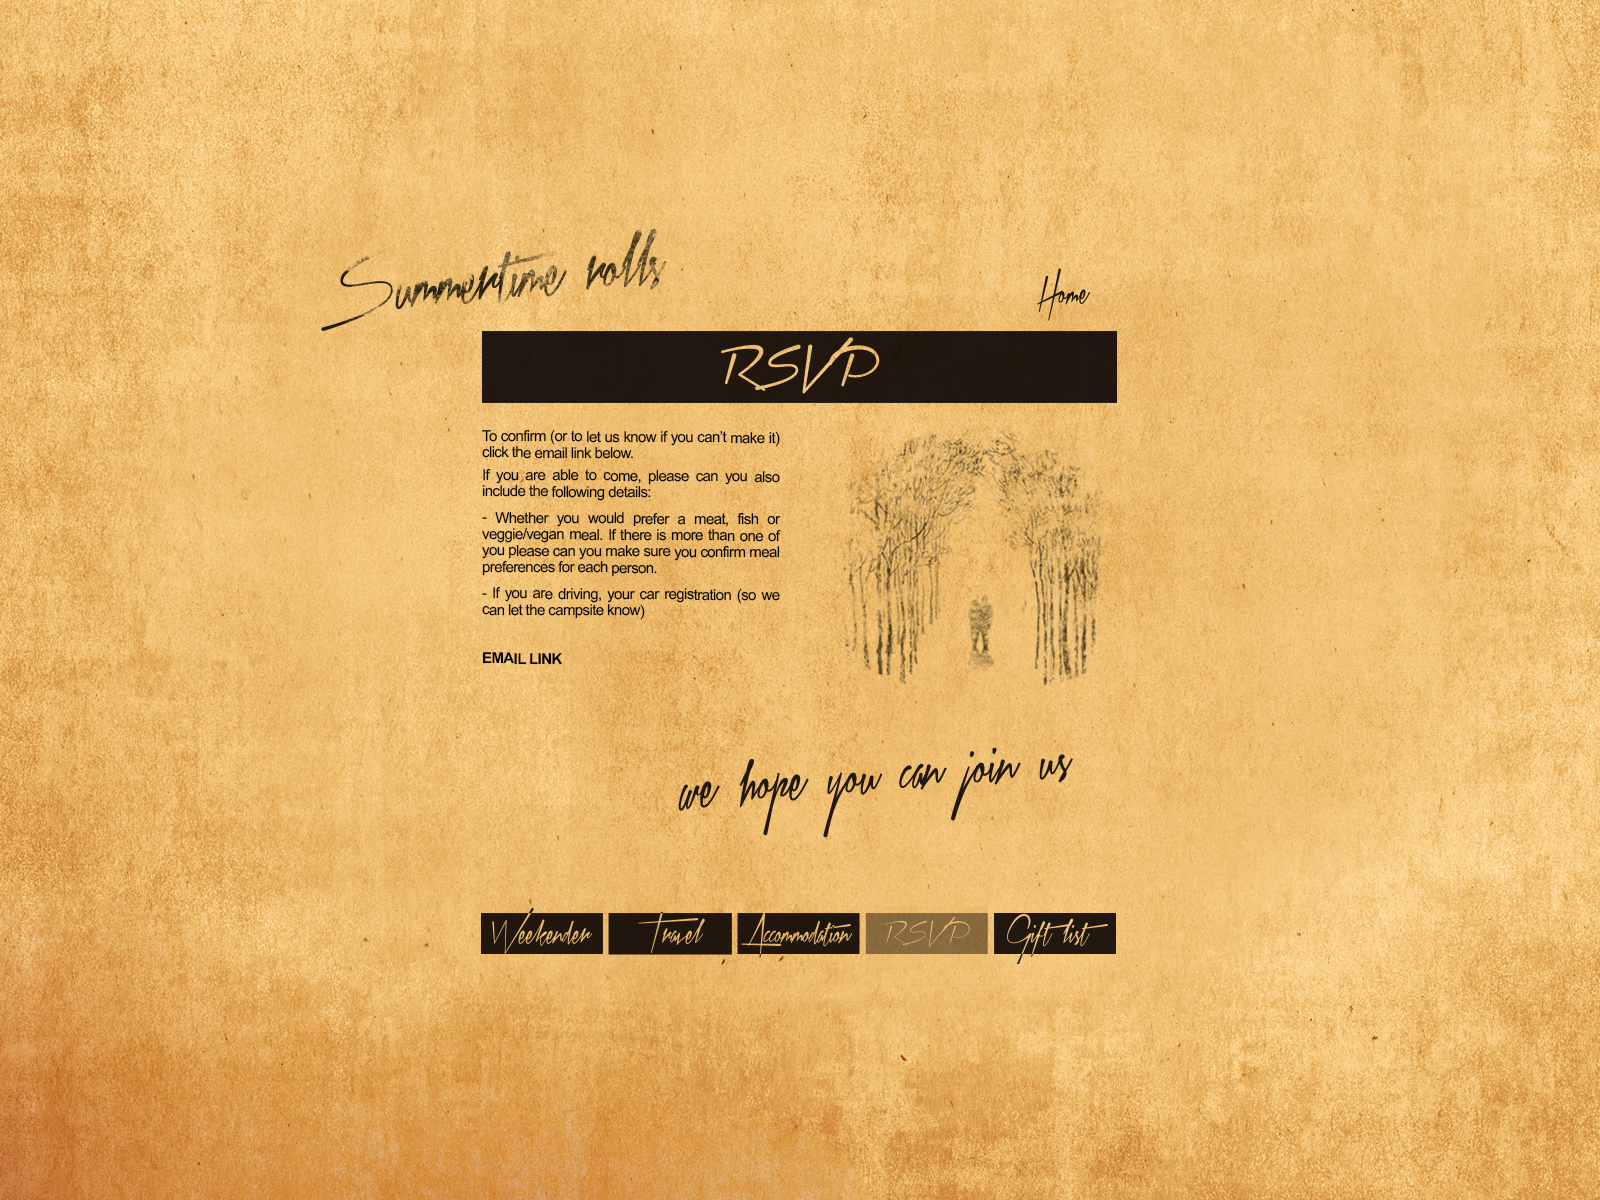 Summertime rolls
Home
RSVP
To confirm (or to let us know if you can't make it)
click the email link below.
If you are able to come, please can you also
include the following details:
- Whether you would prefer a meat, fish or
veggie/vegan meal. If there is more than one of
you please can you make sure you confirm meal
preferences for each person.
- If you are driving, your car registration (so we
can let the campsite know)
EMAIL LINK
we hope you can join us
Weekender
Travel
Accommodation
RSVP
Gift list